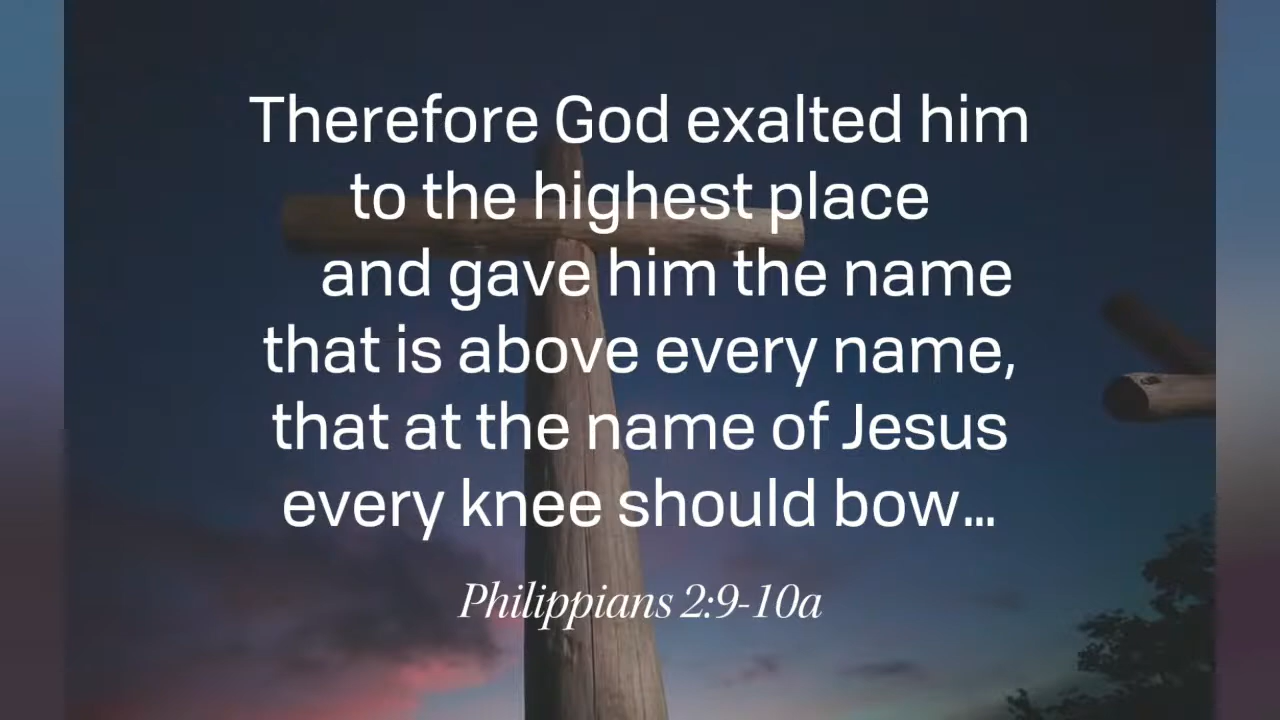 Therefore God exalted him
to the highest place
and gave him the name
that is above every name,
that at the name of Jesus
every knee should bow…
Philippians 2:9-10a